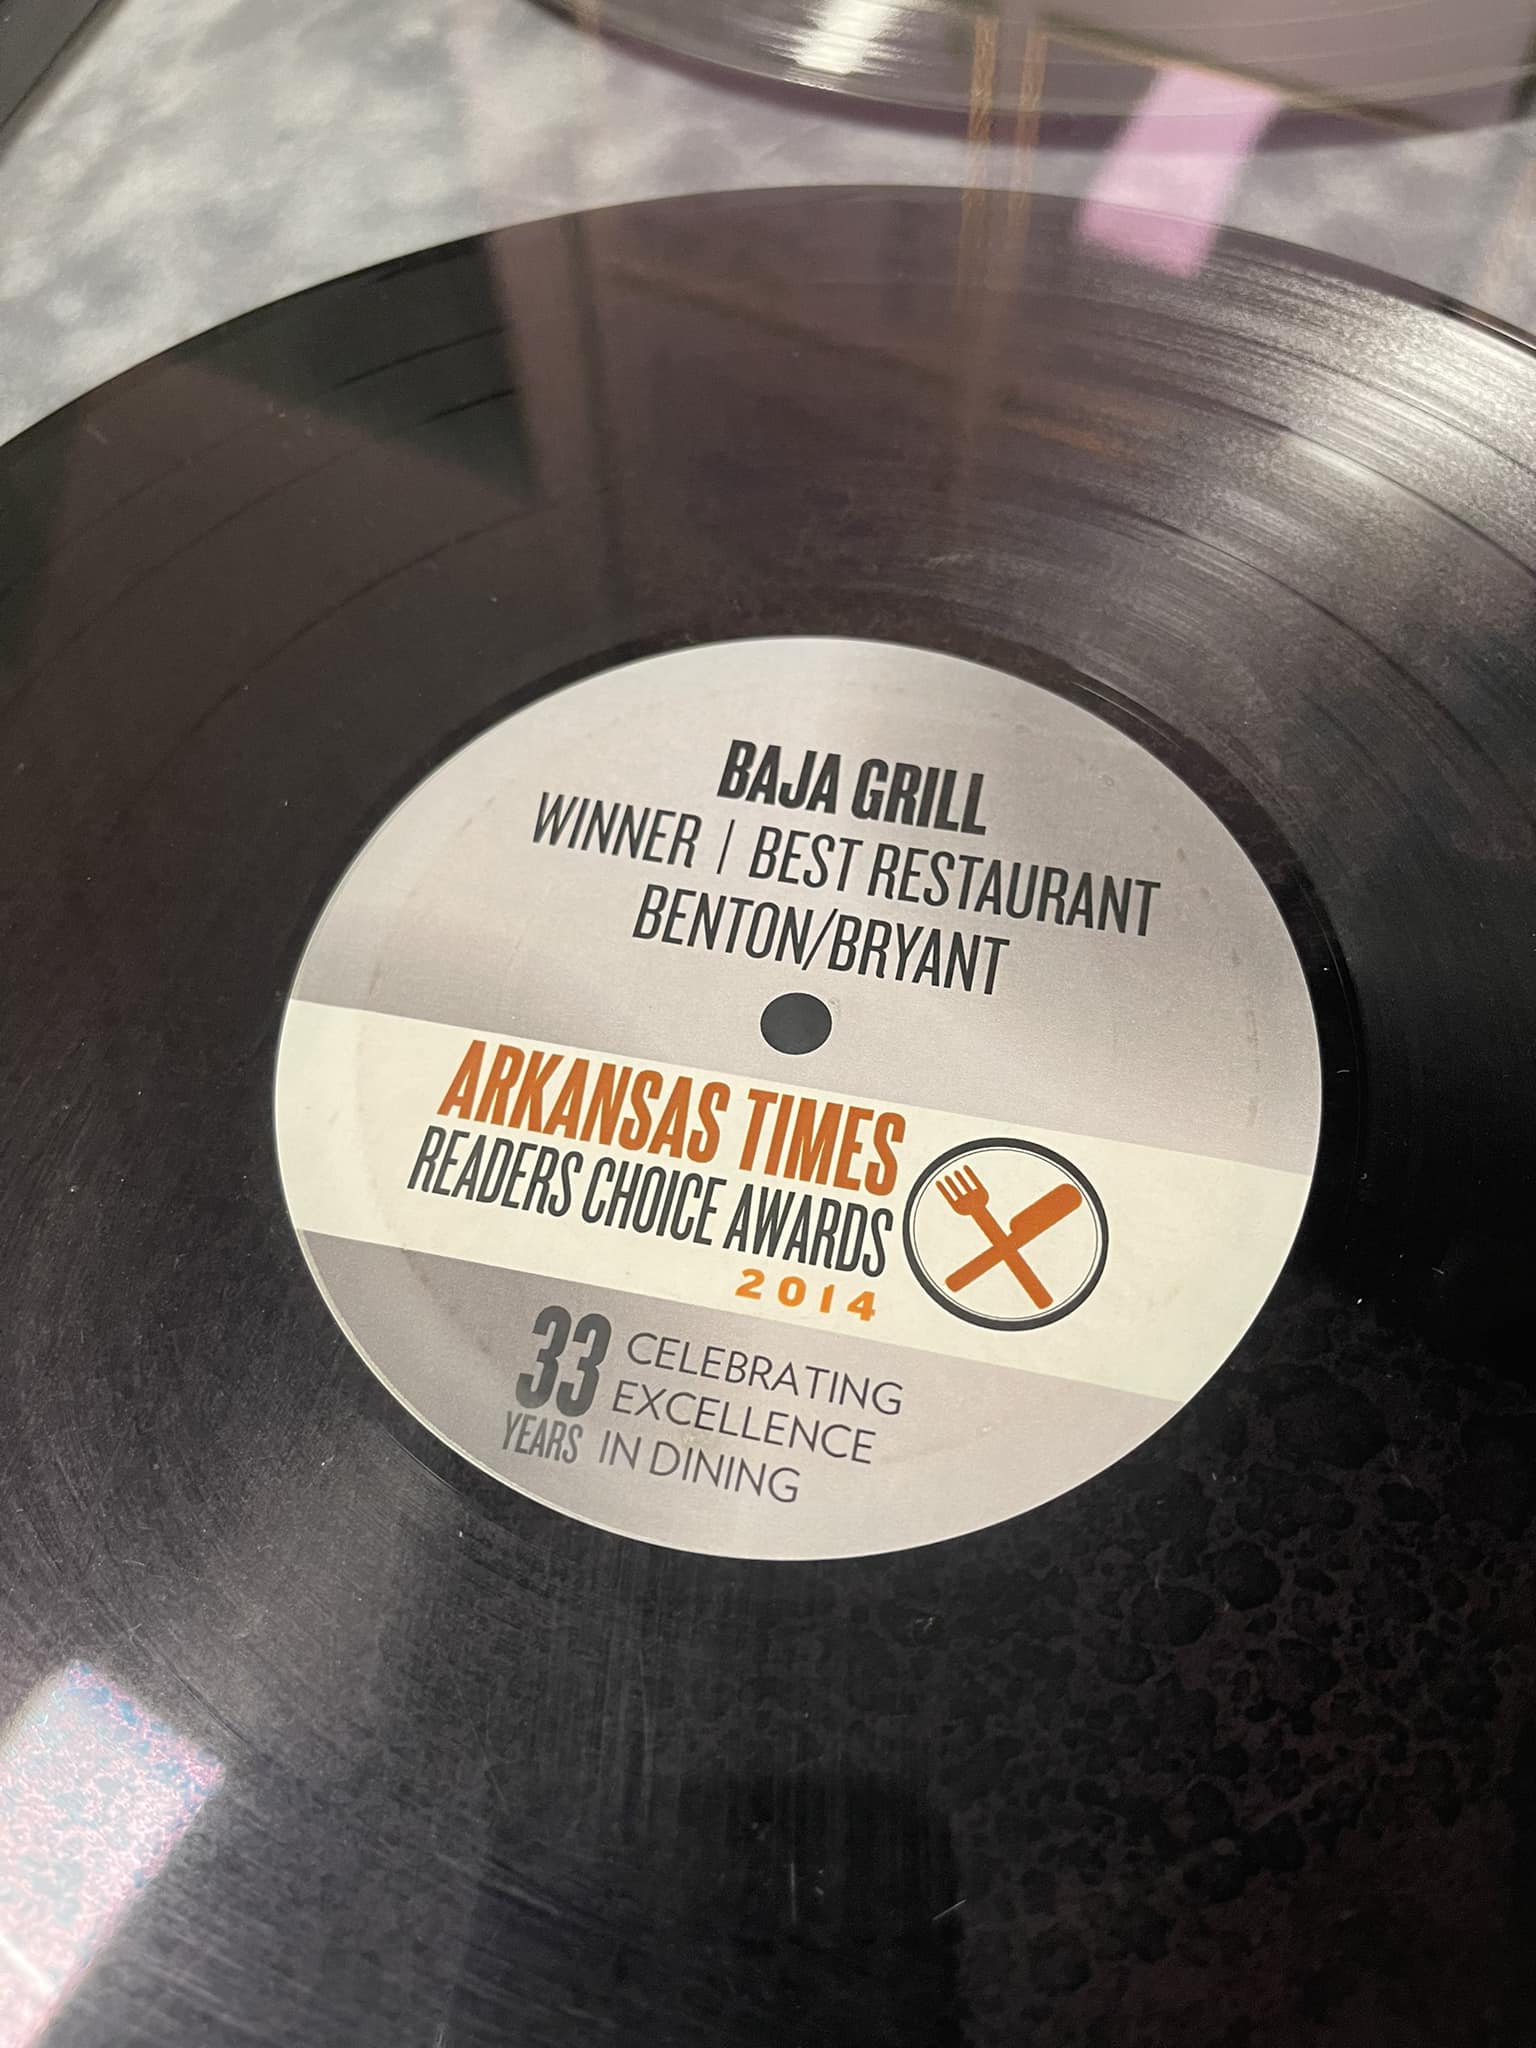 BAJA GRILL
WINNER | BEST RESTAURANT
BENTON/BRYANT
ARKANSAS TIMES
READERS CHOICE AWARDS
2014
33 YEARS
CELEBRATING
EXCELLENCE
IN DINING